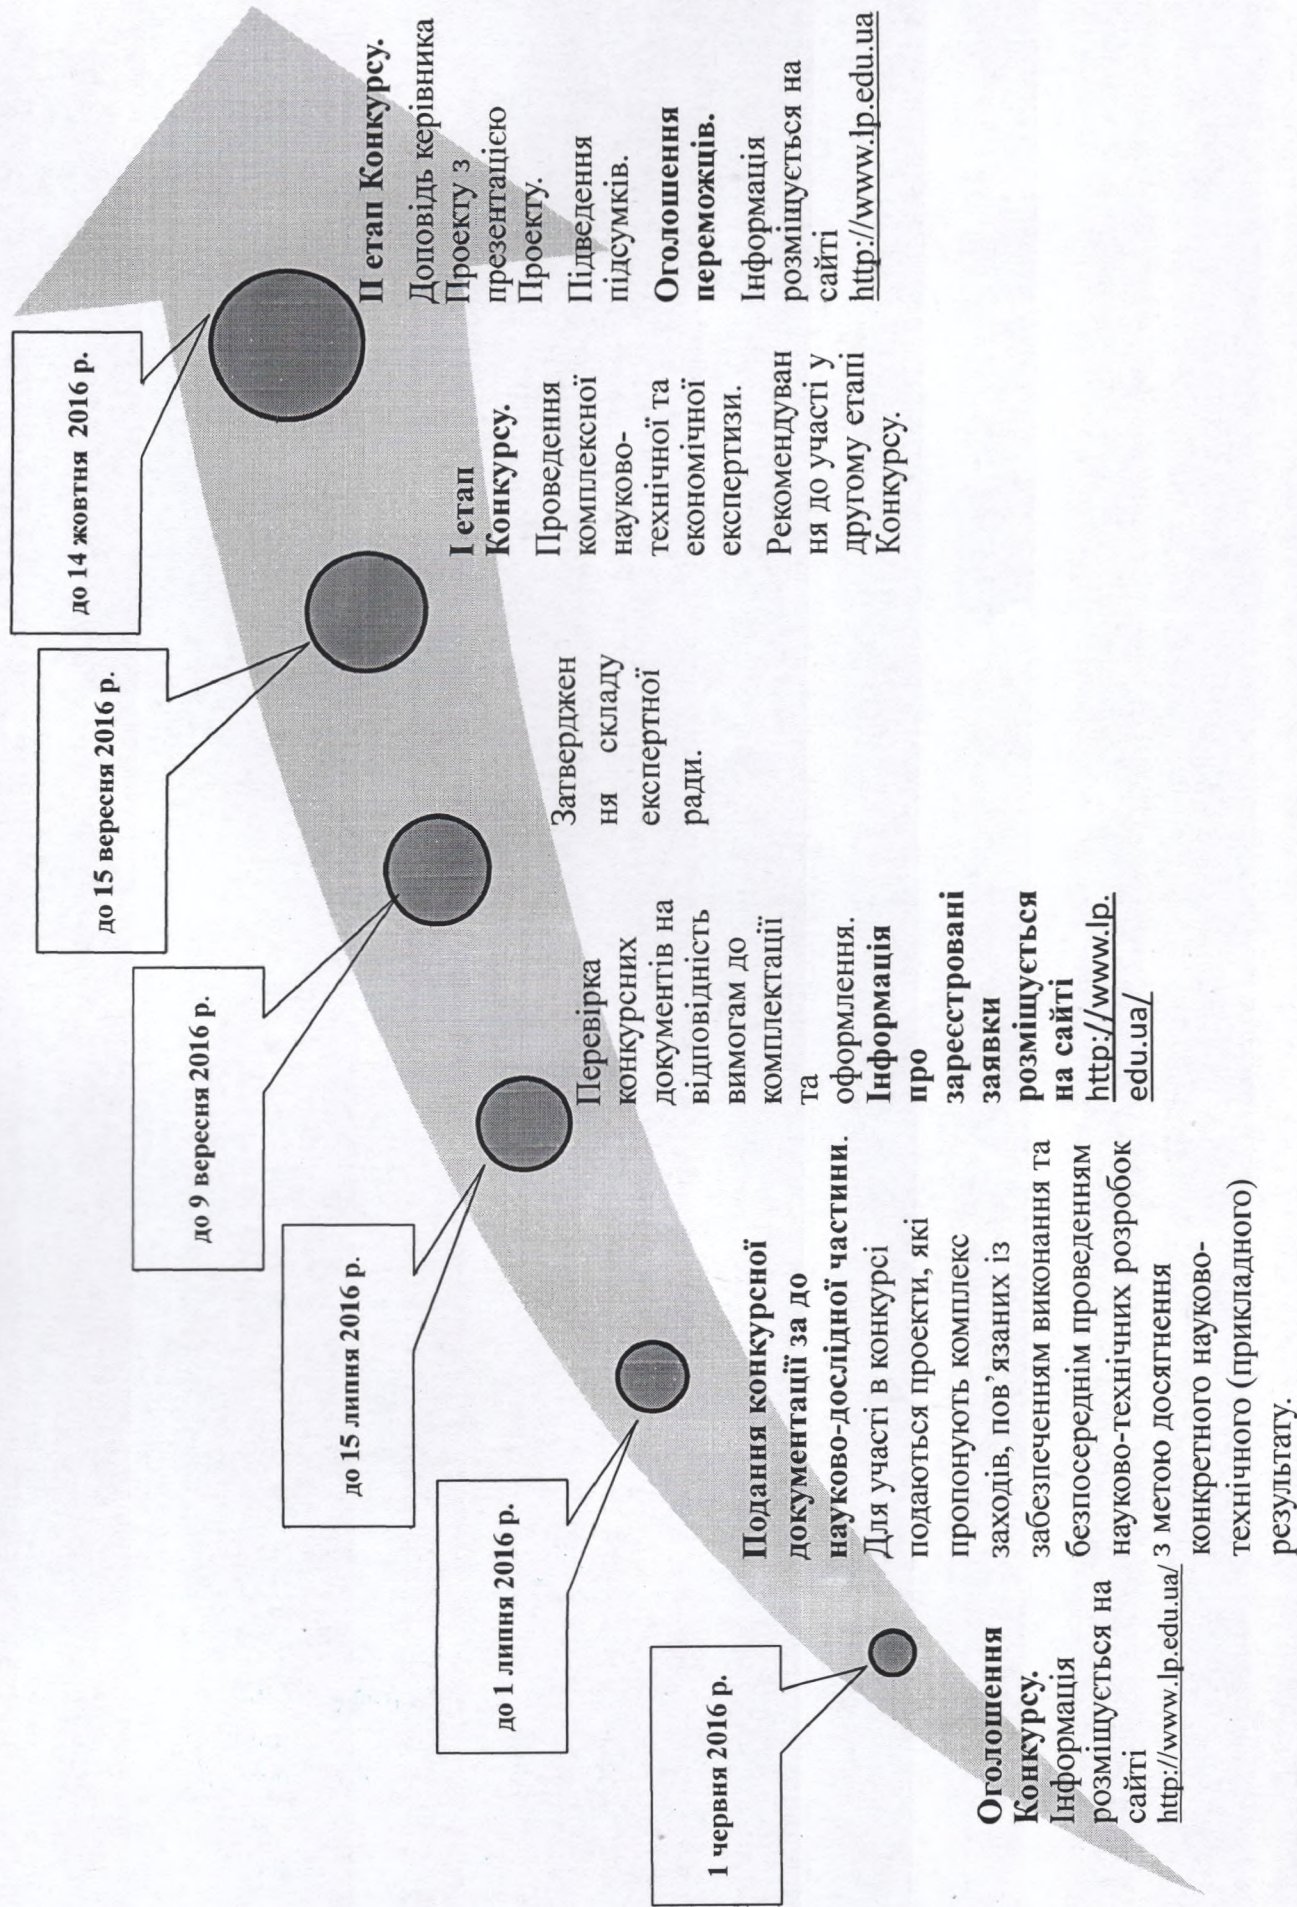 1 червня 2016 р.
до 1 липня 2016 р.
до 15 липня 2016 р.
до 9 вересня 2016 р.
до 15 вересня 2016 р.
до 14 жовтня 2016 р.
Оголошення
Конкурсу.
Інформація
розміщується на
сайті
http://www.lp.edu.ua/
Подання конкурсної
документації за до
науково-дослідної частини.
Для участі в конкурсі
подаються проекти, які
пропонують комплекс
заходів, пов’язаних із
забезпеченням виконання та
безпосереднім проведенням
науково-технічних розробок
з метою досягнення
конкретного науково-
технічного (прикладного)
результату.
Перевірка
конкурсних
документів на
відповідність
вимогам до
комплектації
та
оформлення.
Інформація
про
зареєстровані
заявки
розміщується
на сайті
http://www.lp.
edu.ua/
Затверджен
ня складу
експертної
ради.
І етап
Конкурсу.
Проведення
комплексної
науково-
технічної та
економічної
експертизи.
Рекомендуван
ня до участі у
другому етапі
Конкурсу.
ІІ етап Конкурсу.
Доповідь керівника
Проекту з
презентацією
Проекту.
Підведення
підсумків.
Оголошення
переможців.
Інформація
розміщується на
сайті
http://www.lp.edu.ua